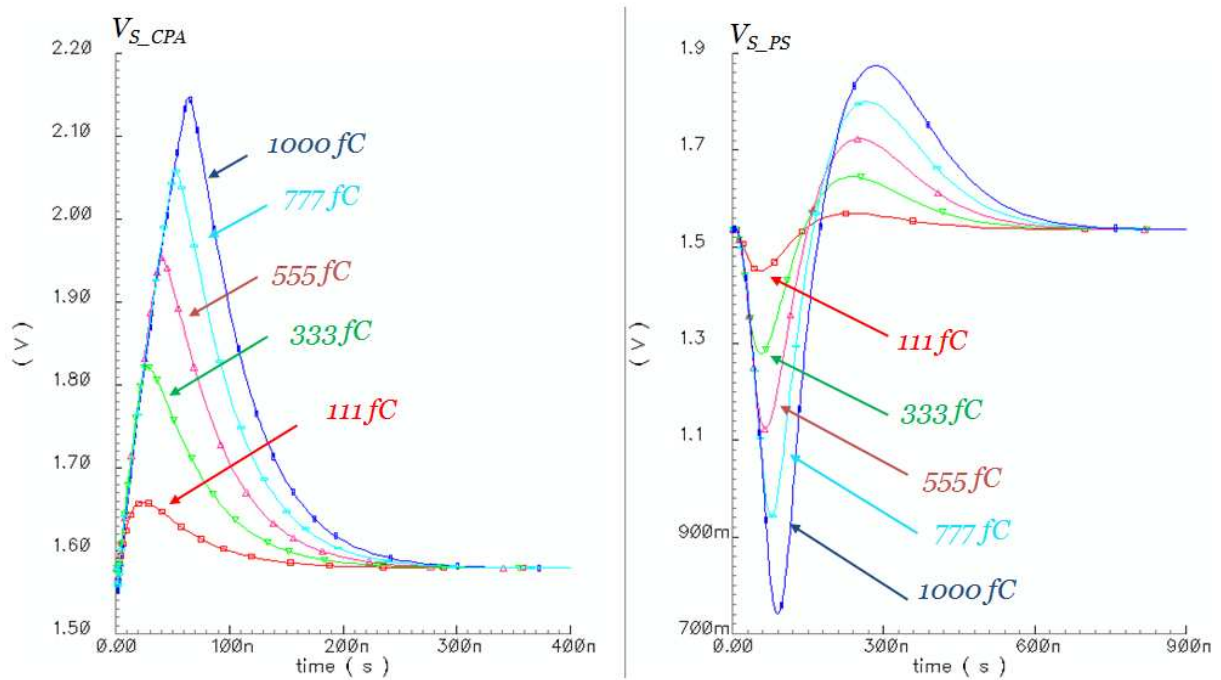 V_S_CPA
2.20
2.10
2.00
1.90
1.80
1.70
1.60
1.50
( V )
1000 fC
777 fC
555 fC
333 fC
111 fC
0.00 100n 200n 300n 400n
time ( s )
V_S_PS
1.9
1.7
1.5
1.3
1.1
900m
700m
( V )
111 fC
333 fC
555 fC
777 fC
1000 fC
0.00 300n 600n 900n
time ( s )